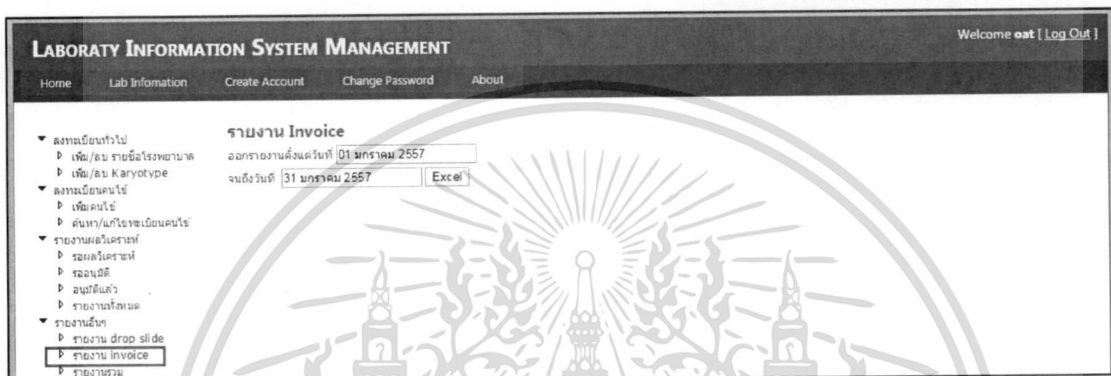 LABORATY INFORMATION SYSTEM MANAGEMENT
Welcome oat [ Log Out ]
Home Lab Infomation Create Account Change Password About
ลงทะเบียนทั่วไป
เพิ่ม/ลบ รายชื่อโรงพยาบาล
เพิ่ม/ลบ Karyotype
ลงทะเบียนคนไข้
เพิ่มคนไข้
ค้นหา/แก้ไขทะเบียนคนไข้
รายงานผลวิเคราะห์
รอผลวิเคราะห์
รออนุมัติ
อนุมัติแล้ว
รายงานทั้งหมด
รายงานอื่นๆ
รายงาน drop slide
รายงาน invoice
รายงานรวม
รายงาน Invoice
ออกรายงานตั้งแต่วันที่ 01 มกราคม 2557
จนถึงวันที่ 31 มกราคม 2557 Excel